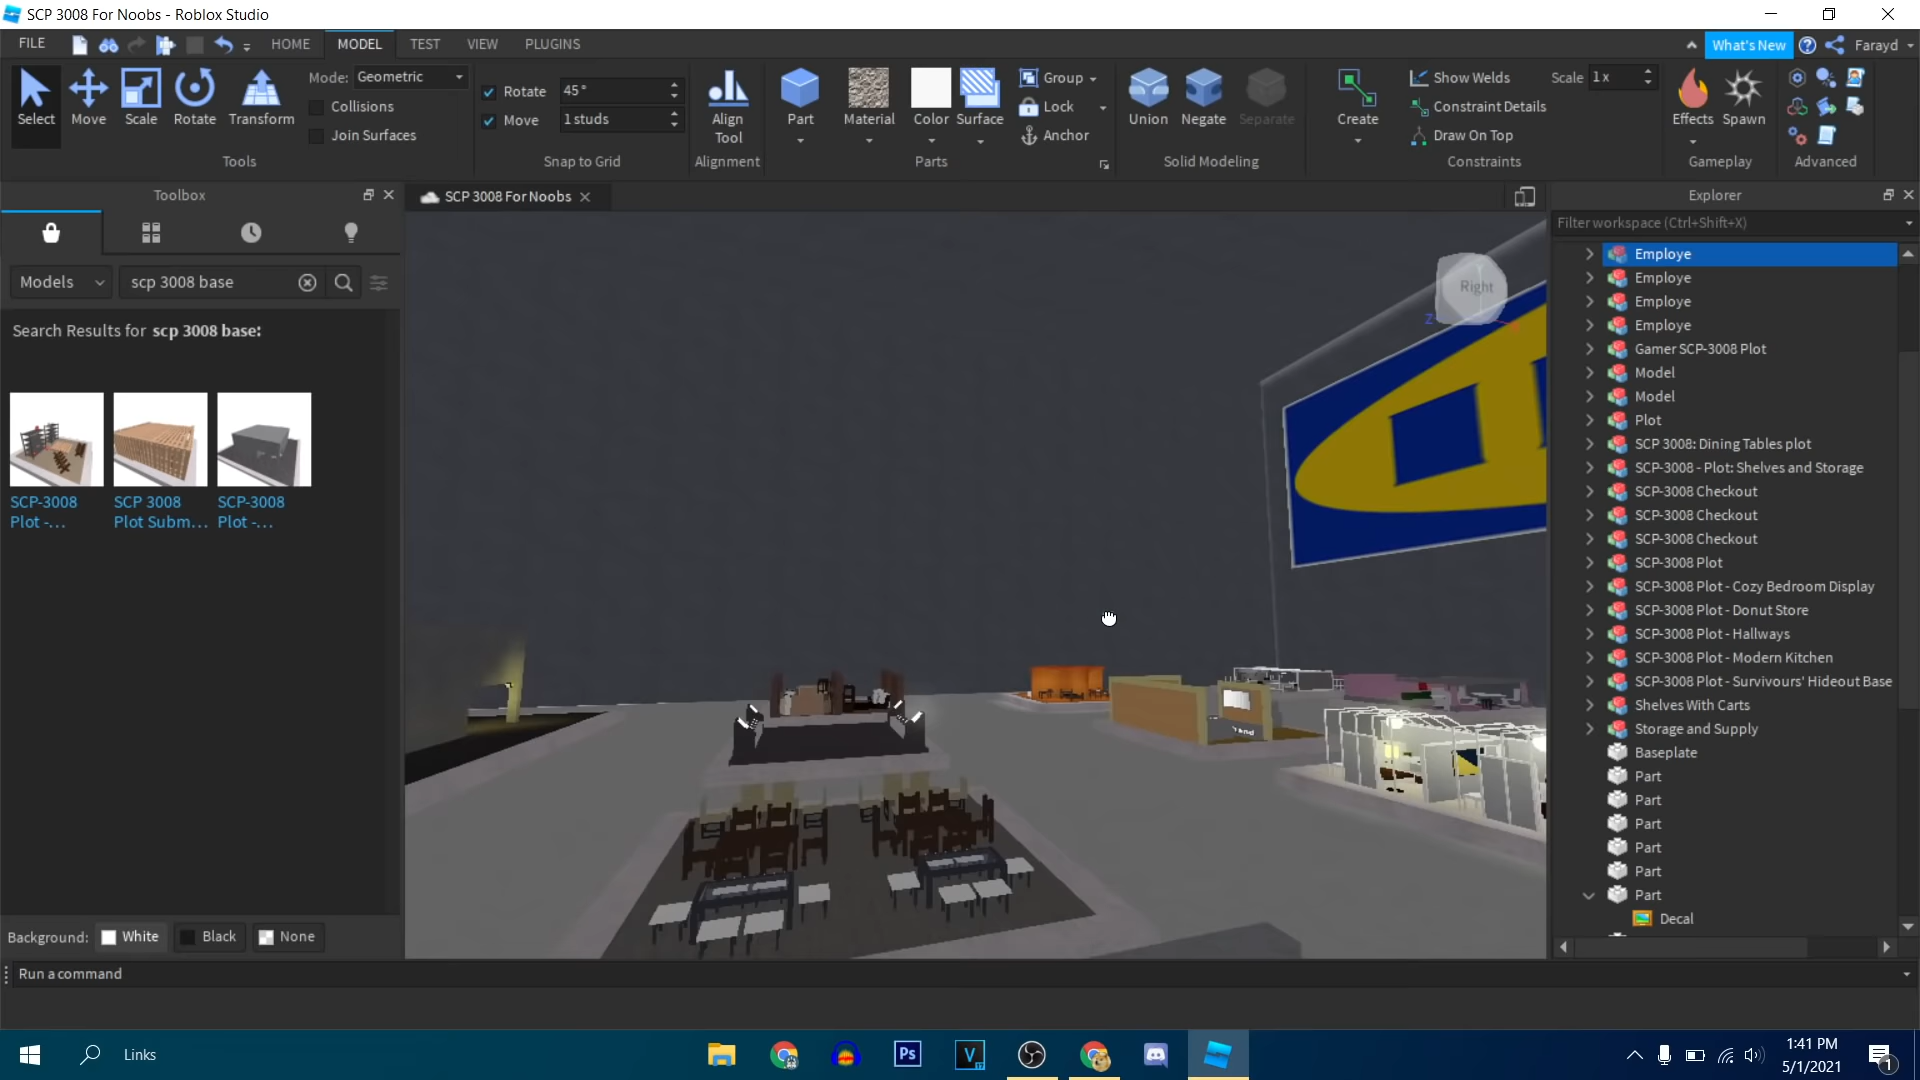 SCP 3008 For Noobs - Roblox Studio
FILE
HOME
MODEL
TEST
VIEW
PLUGINS
What's New
Farayd
Select
Move
Scale
Rotate
Transform
Mode: Geometric
Collisions
Join Surfaces
Tools
Rotate 45 °
Move 1 studs
Snap to Grid
Align
Tool
Alignment
Part
Material
Color
Surface
Group
Lock
Anchor
Parts
Union
Negate
Separate
Solid Modeling
Create
Show Welds
Constraint Details
Draw On Top
Scale 1 x
Constraints
Effects
Spawn
Gameplay
Advanced
Toolbox
Models
scp 3008 base
Search Results for scp 3008 base:
SCP-3008
Plot -...
SCP 3008
Plot Subm...
SCP-3008
Plot -...
Background: White Black None
SCP 3008 For Noobs
Right
Z
Explorer
Filter workspace (Ctrl+Shift+X)
Employe
Employe
Employe
Employe
Gamer SCP-3008 Plot
Model
Model
Plot
SCP 3008: Dining Tables plot
SCP-3008 - Plot: Shelves and Storage
SCP-3008 Checkout
SCP-3008 Checkout
SCP-3008 Checkout
SCP-3008 Plot
SCP-3008 Plot - Cozy Bedroom Display
SCP-3008 Plot - Donut Store
SCP-3008 Plot - Hallways
SCP-3008 Plot - Modern Kitchen
SCP-3008 Plot - Survivours' Hideout Base
Shelves With Carts
Storage and Supply
Baseplate
Part
Part
Part
Part
Part
Part
Decal
Run a command
Links
Ps
V
1:41 PM
5/1/2021
1